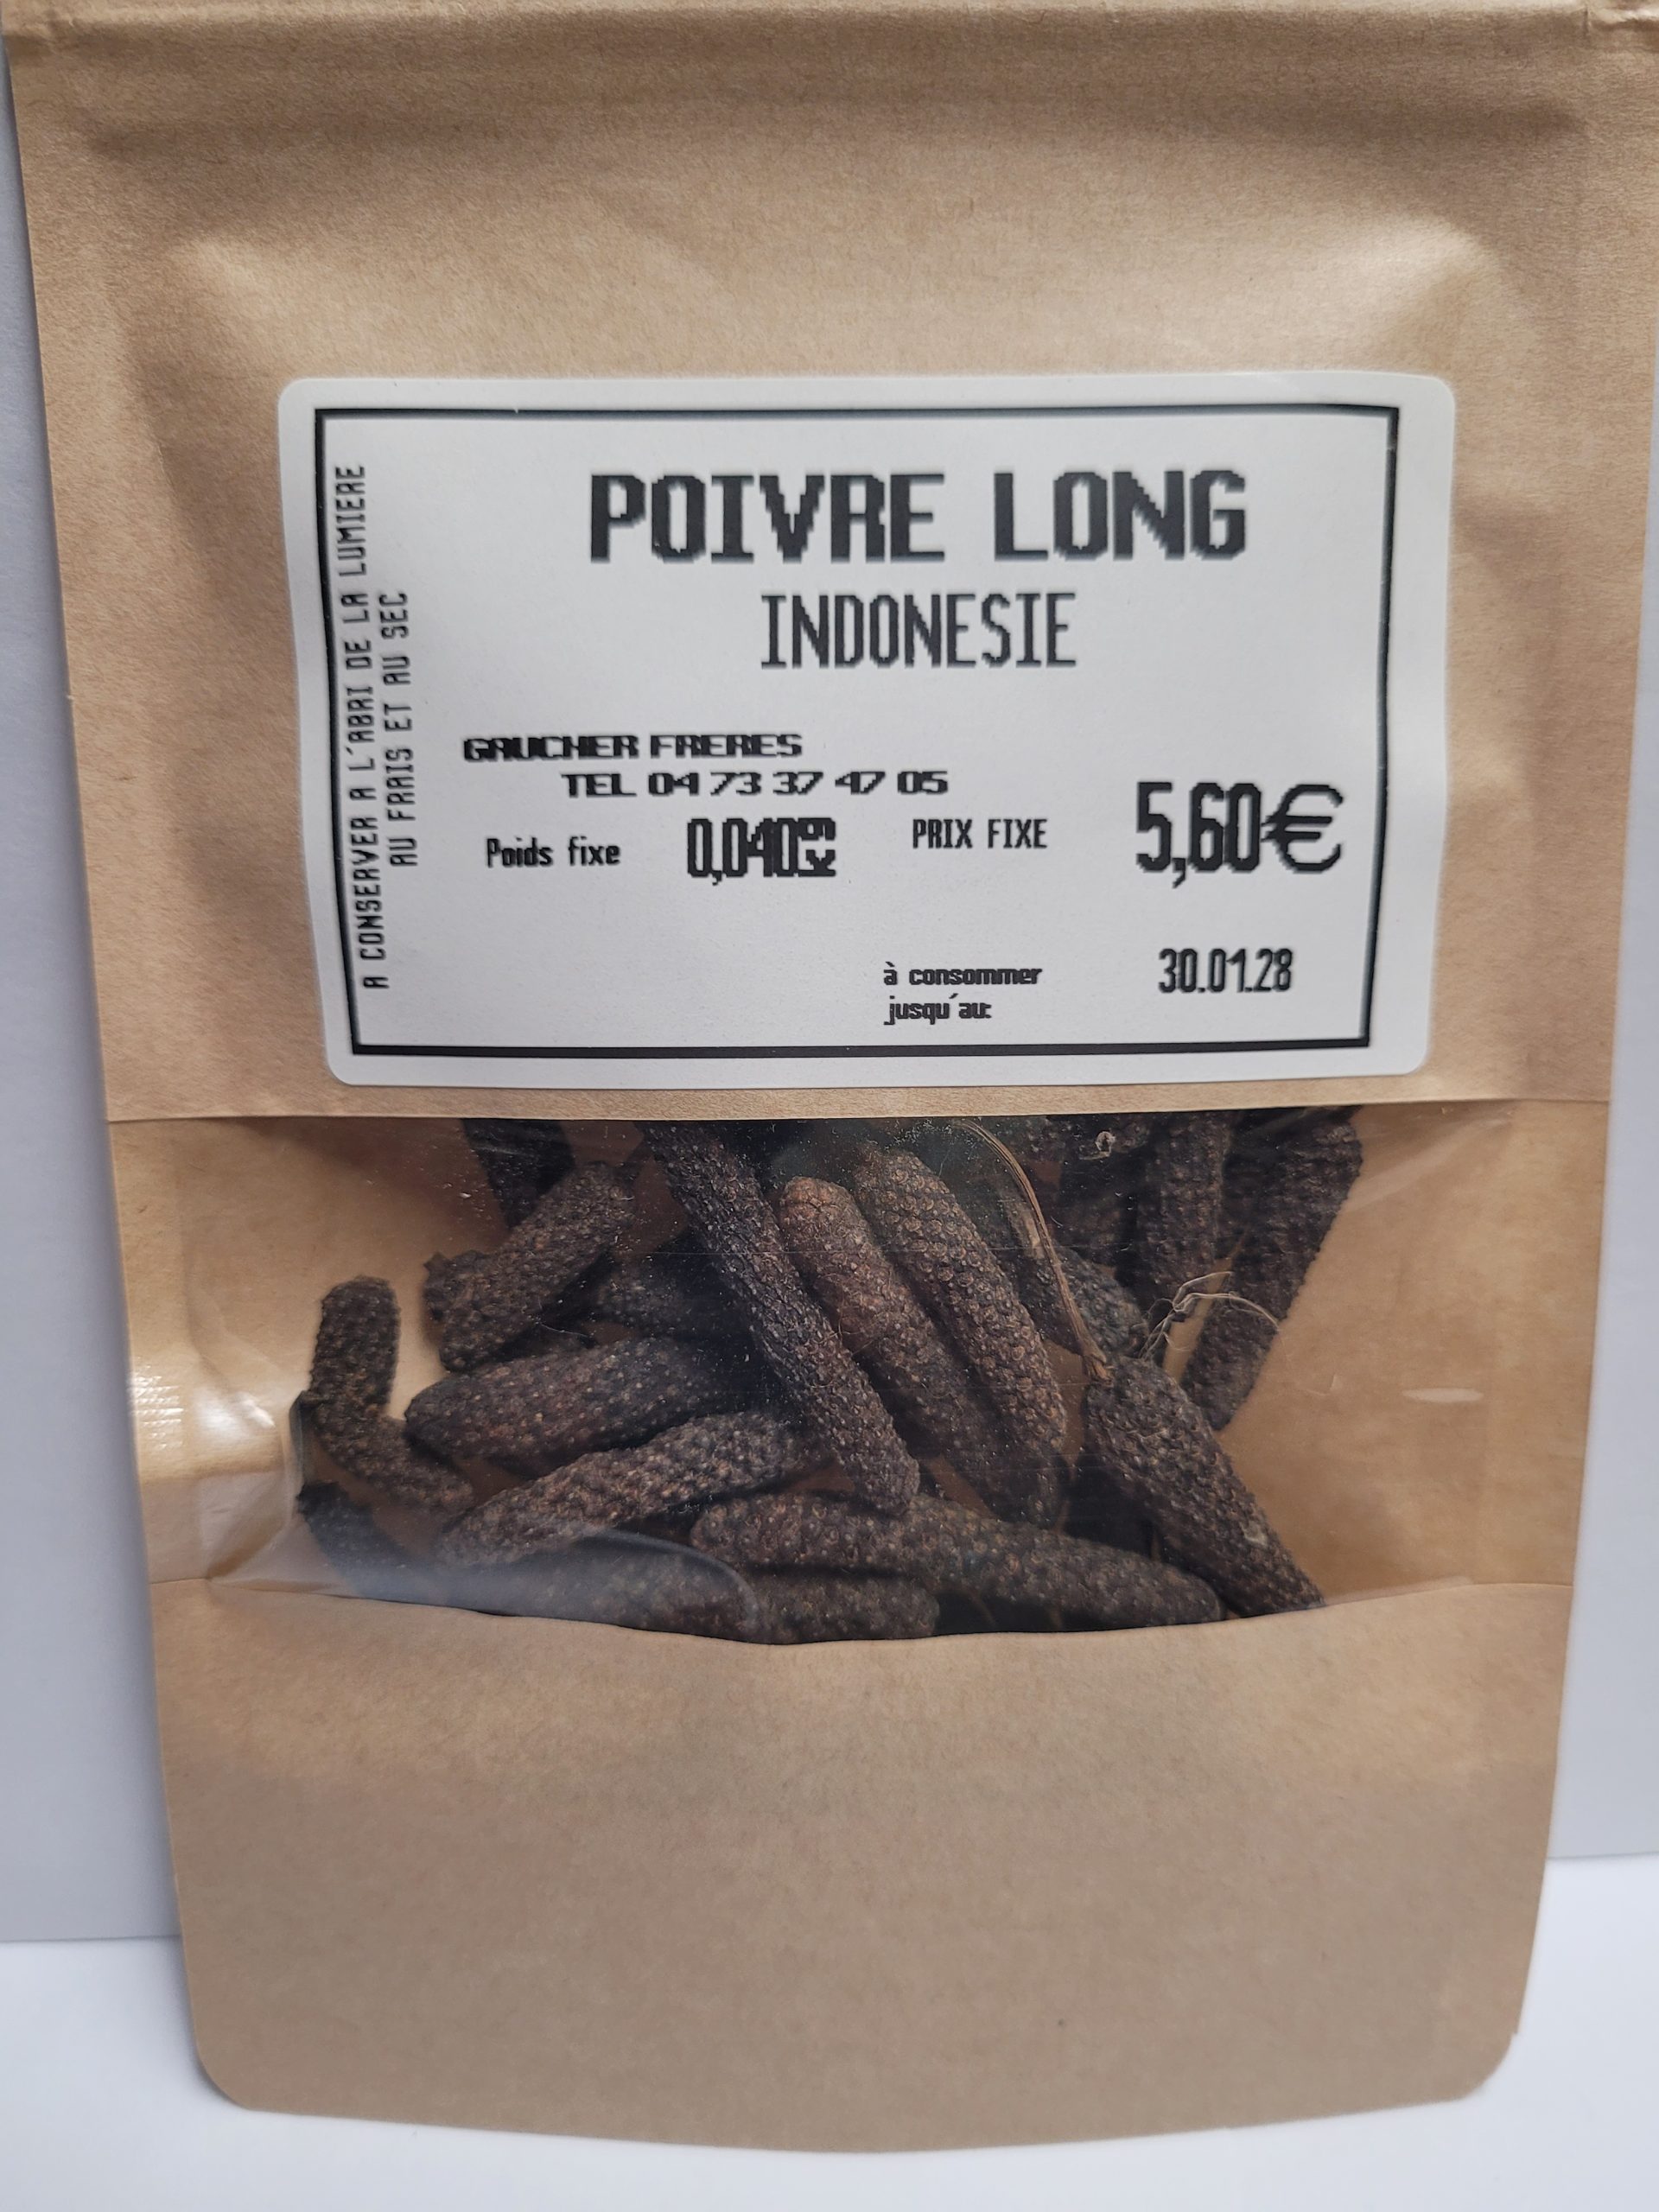 A CONSERVER A L'ABRI DE LA LUMIERE
AU FRAIS ET AU SEC
POIVRE LONG
INDONESIE
GAUCHER FRERES
TEL 04 73 37 47 05
Poids fixe 0,040kg PRIX FIXE 5,60€
à consommer 30.01.28
jusqu'au: